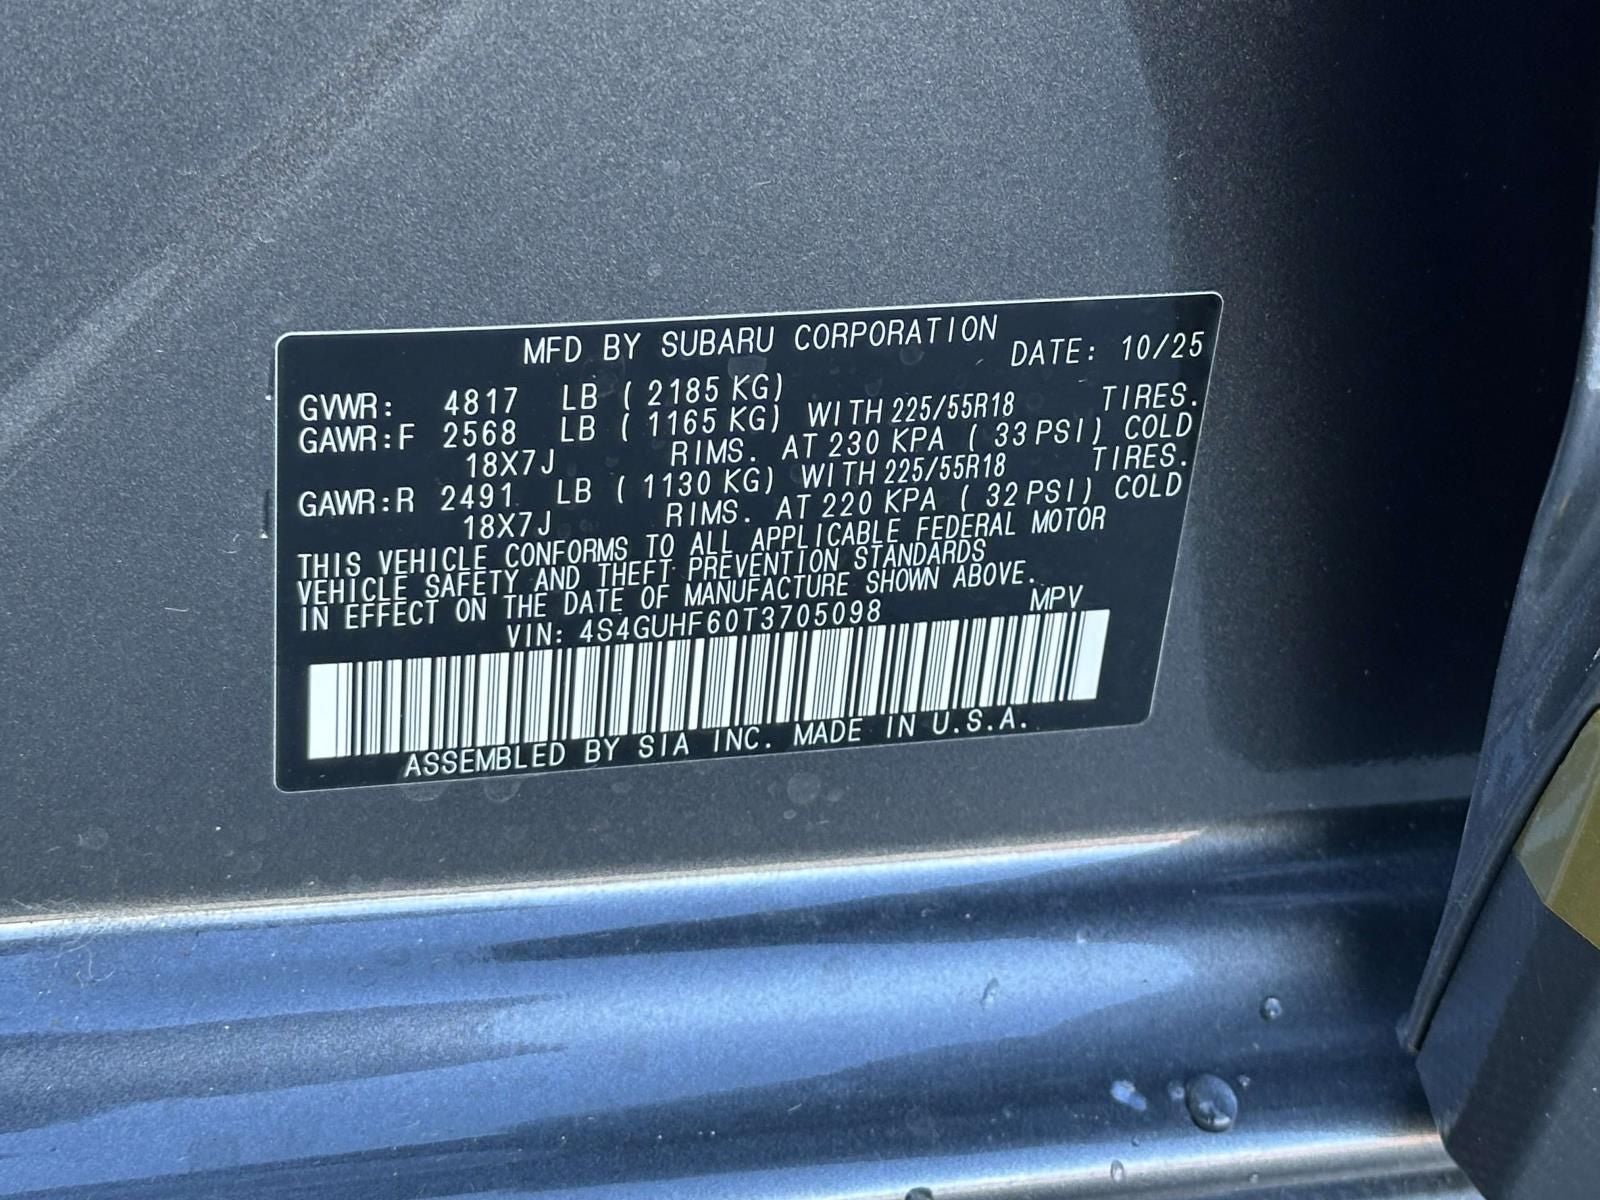 MFD BY SUBARU CORPORATION DATE: 10/25
GVWR: 4817 LB ( 2185 KG)
GAWR:F 2568 LB ( 1165 KG) WITH 225/55R18 TIRES.
18X7J RIMS. AT 230 KPA ( 33 PSI) COLD
GAWR:R 2491 LB ( 1130 KG) WITH 225/55R18 TIRES.
18X7J RIMS. AT 220 KPA ( 32 PSI) COLD
THIS VEHICLE CONFORMS TO ALL APPLICABLE FEDERAL MOTOR
VEHICLE SAFETY AND THEFT PREVENTION STANDARDS
IN EFFECT ON THE DATE OF MANUFACTURE SHOWN ABOVE.
VIN: 4S4GUHF60T3705098 MPV
ASSEMBLED BY SIA INC. MADE IN U.S.A.